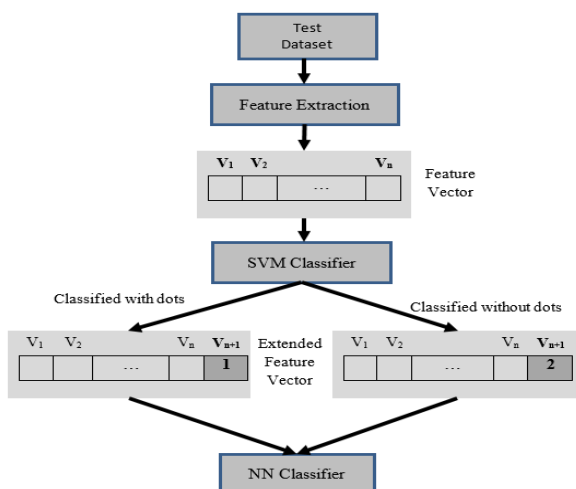 Test
Dataset
Feature Extraction
V1 V2 Vn
...
Feature
Vector
SVM Classifier
Classified with dots
Classified without dots
V1 V2 Vn Vn+1
... 1
Extended
Feature
Vector
V1 V2 Vn Vn+1
... 2
NN Classifier